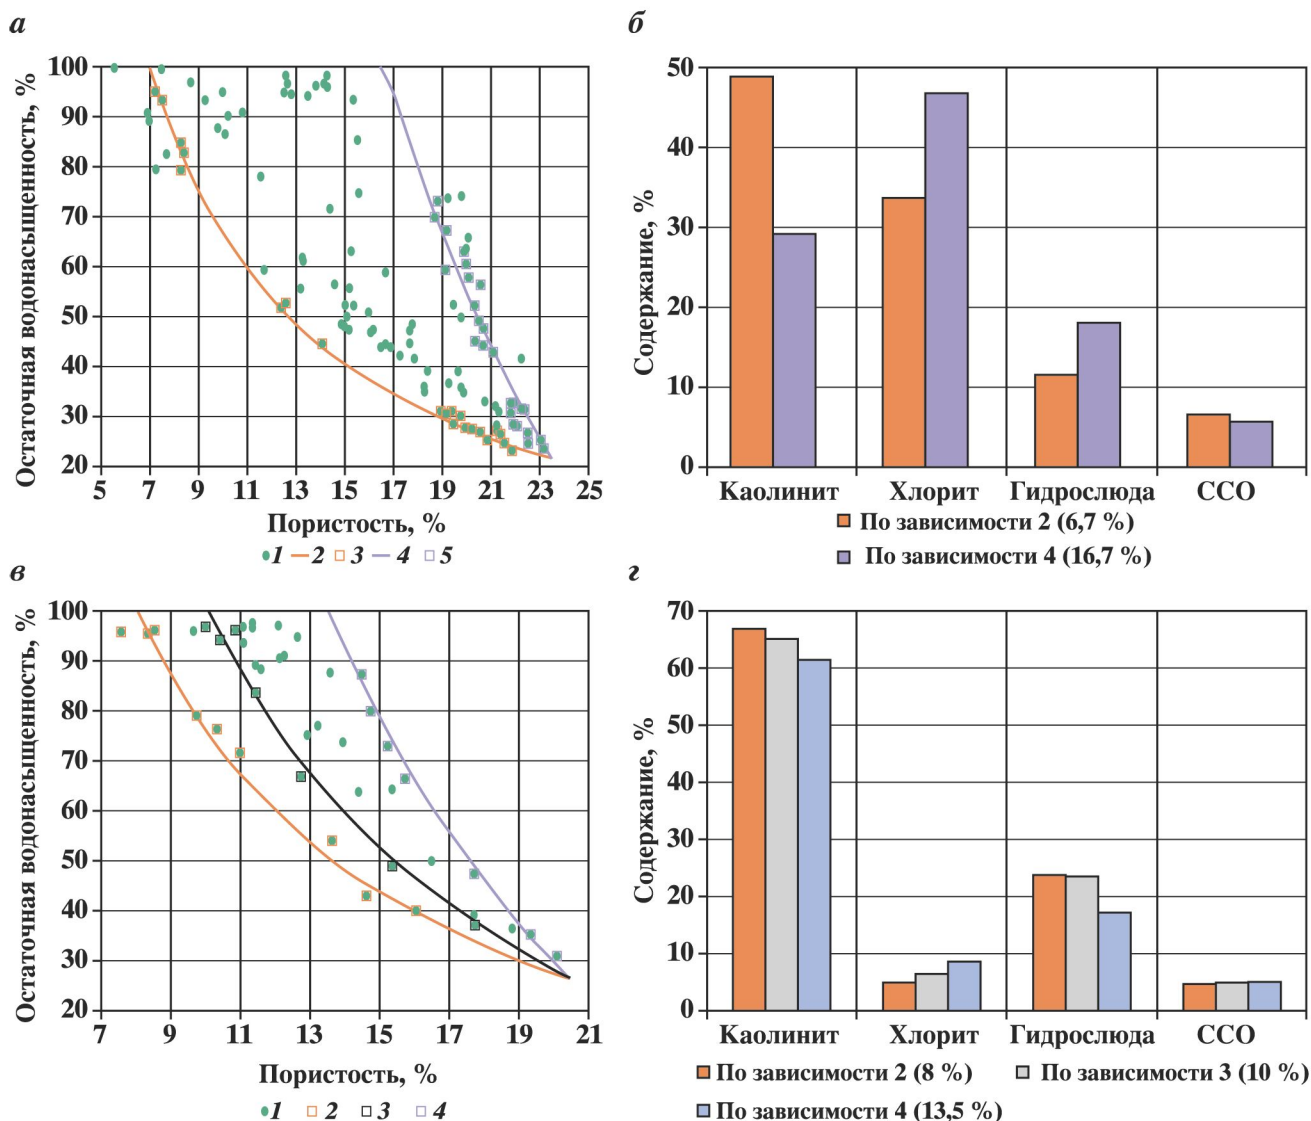 а
Остаточная водонасыщенность, %
100
90
80
70
60
50
40
30
20
5 7 9 11 13 15 17 19 21 23 25
Пористость, %
1 2 3 4 5
б
Содержание, %
50
40
30
20
10
0
Каолинит Хлорит Гидрослюда ССО
По зависимости 2 (6,7 %)
По зависимости 4 (16,7 %)
в
Остаточная водонасыщенность, %
100
90
80
70
60
50
40
30
20
7 9 11 13 15 17 19 21
Пористость, %
1 2 3 4
г
Содержание, %
70
60
50
40
30
20
10
0
Каолинит Хлорит Гидрослюда ССО
По зависимости 2 (8 %) По зависимости 3 (10 %)
По зависимости 4 (13,5 %)